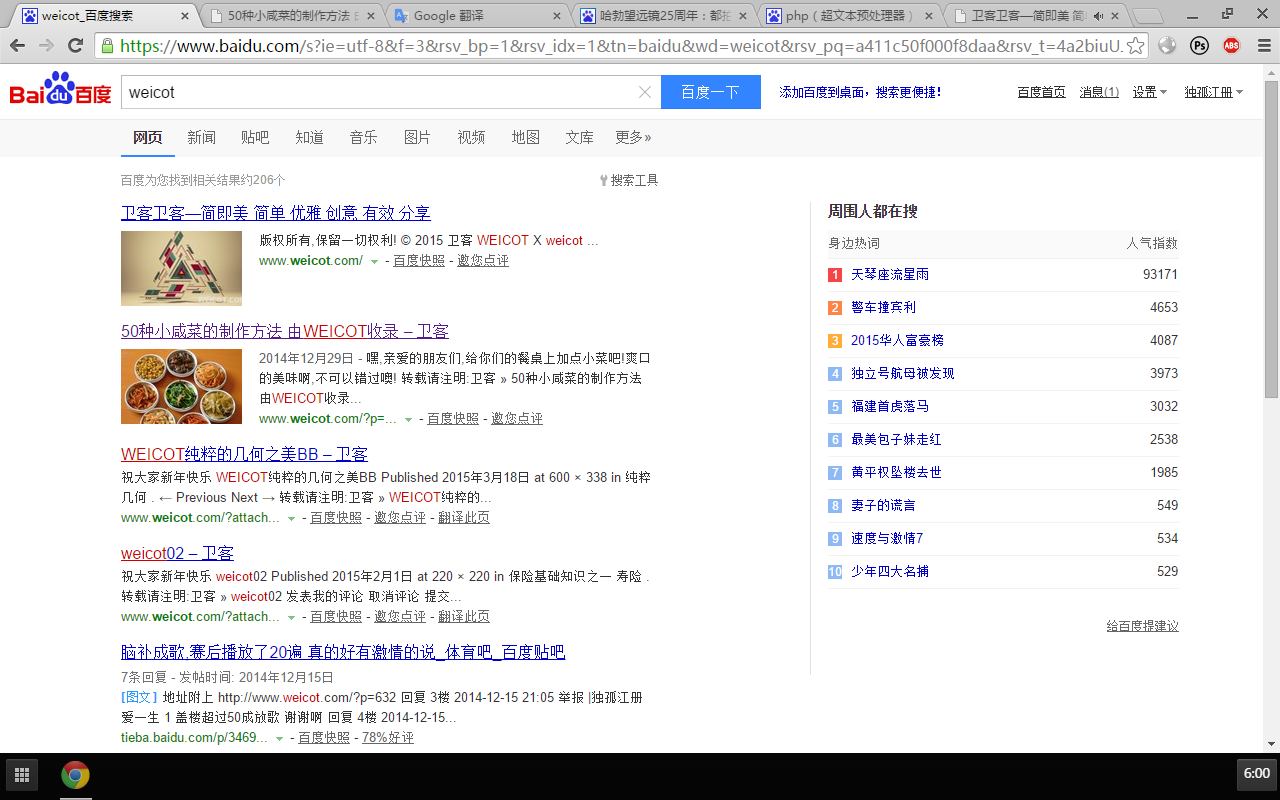 weicot_百度搜索
50种小咸菜的制作方法 由
Google 翻译
哈勃望远镜25周年：都拍
php（超文本预处理器）
卫客卫客—简即美 简单
https://www.baidu.com/s?ie=utf-8&f=3&rsv_bp=1&rsv_idx=1&tn=baidu&wd=weicot&rsv_pq=a411c50f000f8daa&rsv_t=4a2biuU...
Ps
ABS
Bai du 百度
weicot
百度一下
添加百度到桌面，搜索更便捷！
百度首页
消息(1)
设置
独孤江册
网页 新闻 贴吧 知道 音乐 图片 视频 地图 文库 更多»
百度为您找到相关结果约206个
搜索工具
卫客卫客—简即美 简单 优雅 创意 有效 分享
版权所有,保留一切权利! © 2015 卫客 WEICOT X weicot ...
www.weicot.com/ - 百度快照 - 邀您点评
50种小咸菜的制作方法 由WEICOT收录 – 卫客
2014年12月29日 - 嘿,亲爱的朋友们,给你们的餐桌上加点小菜吧!爽口
的美味啊,不可以错过噢! 转载请注明:卫客 » 50种小咸菜的制作方法
由WEICOT收录...
www.weicot.com/?p=... - 百度快照 - 邀您点评
WEICOT纯粹的几何之美BB – 卫客
祝大家新年快乐 WEICOT纯粹的几何之美BB Published 2015年3月18日 at 600 × 338 in 纯粹
几何 . ← Previous Next → 转载请注明:卫客 » WEICOT纯粹的...
www.weicot.com/?attach... - 百度快照 - 邀您点评 - 翻译此页
weicot02 – 卫客
祝大家新年快乐 weicot02 Published 2015年2月1日 at 220 × 220 in 保险基础知识之一 寿险 .
转载请注明:卫客 » weicot02 发表我的评论 取消评论 提交...
www.weicot.com/?attach... - 百度快照 - 邀您点评 - 翻译此页
脑补成歌,赛后播放了20遍 真的好有激情的说_体育吧_百度贴吧
7条回复 - 发帖时间: 2014年12月15日
[图文] 地址附上 http://www.weicot.com/?p=632 回复 3楼 2014-12-15 21:05 举报 |独孤江册
爱一生 1 盖楼超过50成放歌 谢谢啊 回复 4楼 2014-12-15...
tieba.baidu.com/p/3469... - 百度快照 - 78%好评
周围人都在搜
身边热词 人气指数
1 天琴座流星雨 93171
2 警车撞宾利 4653
3 2015华人富豪榜 4087
4 独立号航母被发现 3973
5 福建首虎落马 3032
6 最美包子妹走红 2538
7 黄平权坠楼去世 1985
8 妻子的谎言 549
9 速度与激情7 534
10 少年四大名捕 529
给百度提建议
6:00